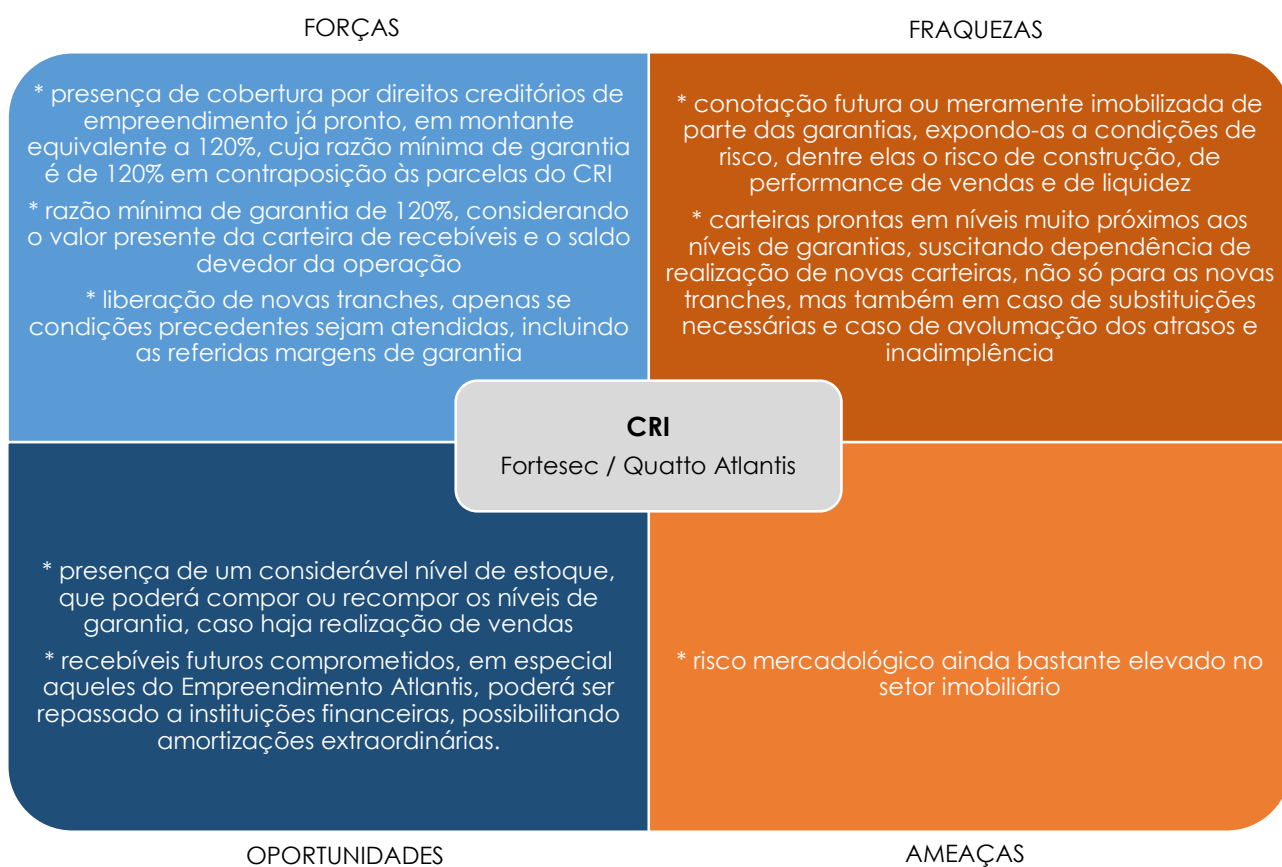 FORÇAS
* presença de cobertura por direitos creditórios de
empreendimento já pronto, em montante
equivalente a 120%, cuja razão mínima de garantia
é de 120% em contraposição às parcelas do CRI
* razão mínima de garantia de 120%, considerando
o valor presente da carteira de recebíveis e o saldo
devedor da operação
* liberação de novas tranches, apenas se
condições precedentes sejam atendidas, incluindo
as referidas margens de garantia
FRAQUEZAS
* conotação futura ou meramente imobilizada de
parte das garantias, expondo-as a condições de
risco, dentre elas o risco de construção, de
performance de vendas e de liquidez
* carteiras prontas em níveis muito próximos aos
níveis de garantias, suscitando dependência de
realização de novas carteiras, não só para as novas
tranches, mas também em caso de substituições
necessárias e caso de avolumação dos atrasos e
inadimplência
CRI
Fortesec / Quatto Atlantis
* presença de um considerável nível de estoque,
que poderá compor ou recompor os níveis de
garantia, caso haja realização de vendas
* recebíveis futuros comprometidos, em especial
aqueles do Empreendimento Atlantis, poderá ser
repassado a instituições financeiras, possibilitando
amortizações extraordinárias.
OPORTUNIDADES
* risco mercadológico ainda bastante elevado no
setor imobiliário
AMEAÇAS